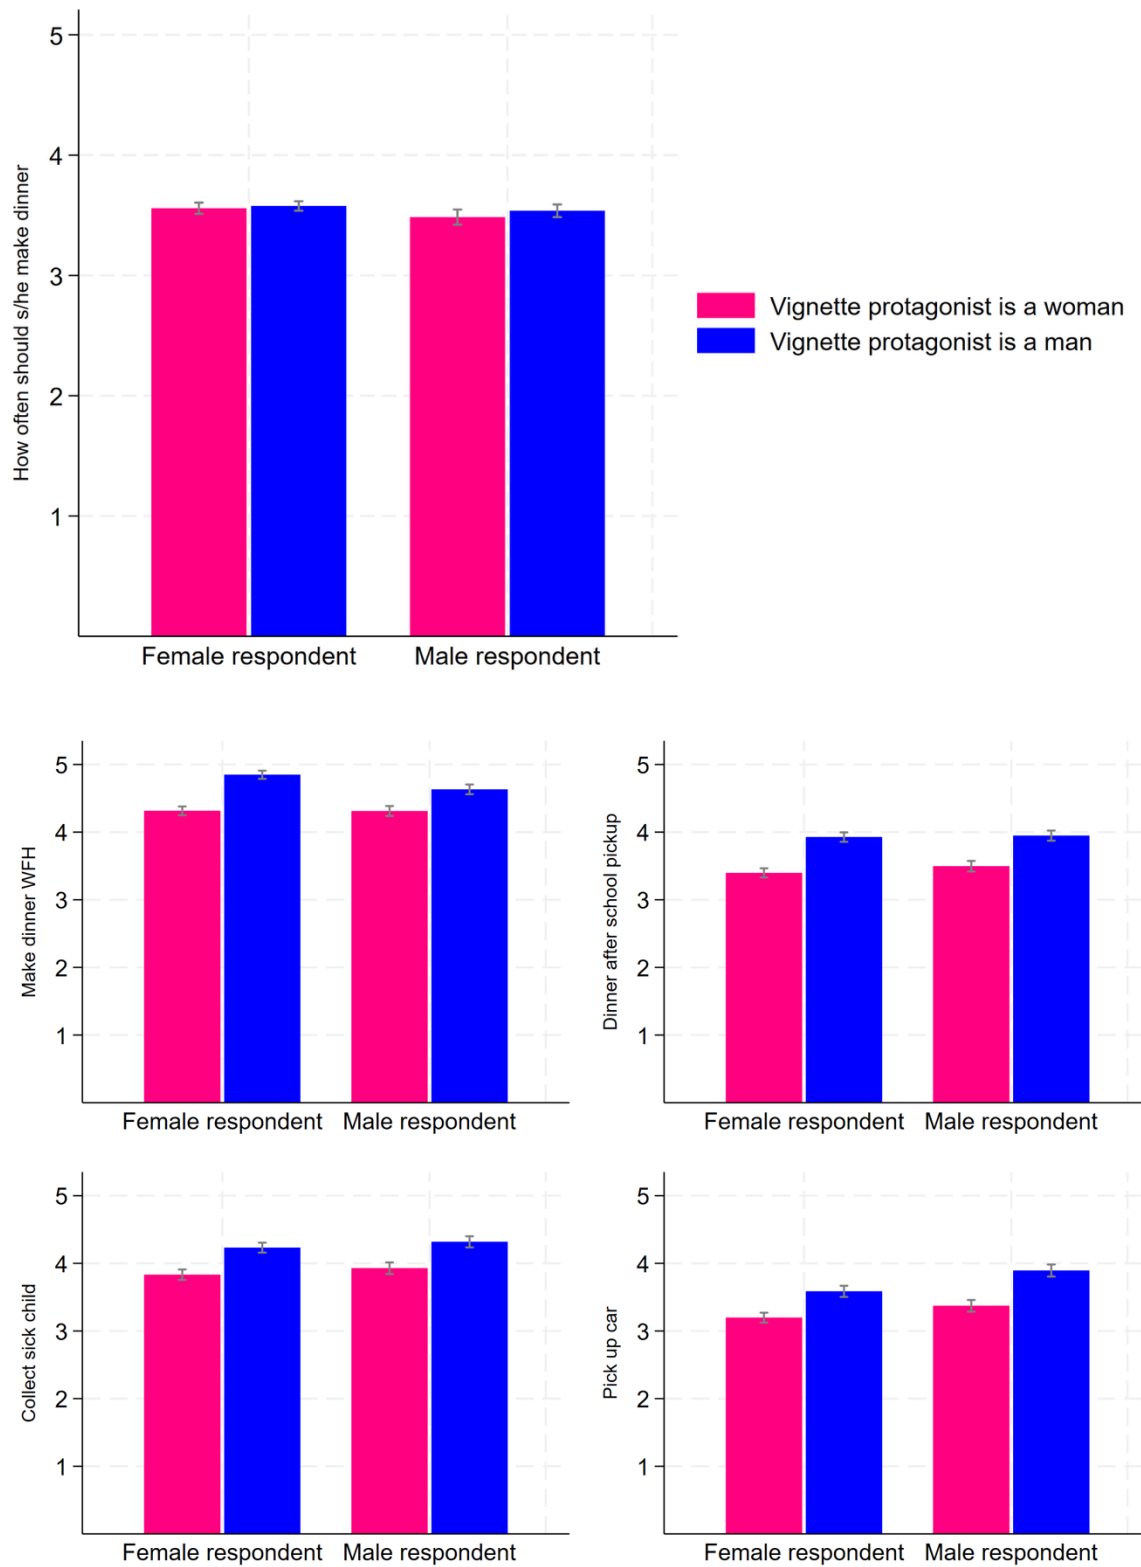 How often should s/he make dinner
5
4
3
2
1
Female respondent
Male respondent
Vignette protagonist is a woman
Vignette protagonist is a man
Make dinner WFH
5
4
3
2
1
Female respondent
Male respondent
Dinner after school pickup
5
4
3
2
1
Female respondent
Male respondent
Collect sick child
5
4
3
2
1
Female respondent
Male respondent
Pick up car
5
4
3
2
1
Female respondent
Male respondent